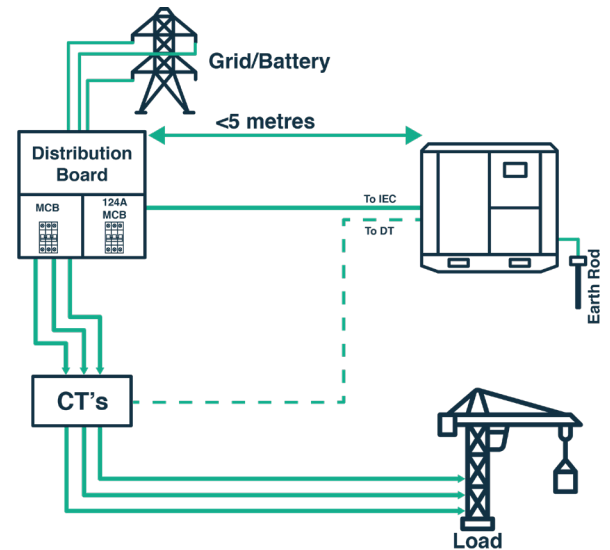 Grid/Battery
<5 metres
Distribution
Board
MCB
124A
MCB
To IEC
To DT
Earth Rod
CT's
Load